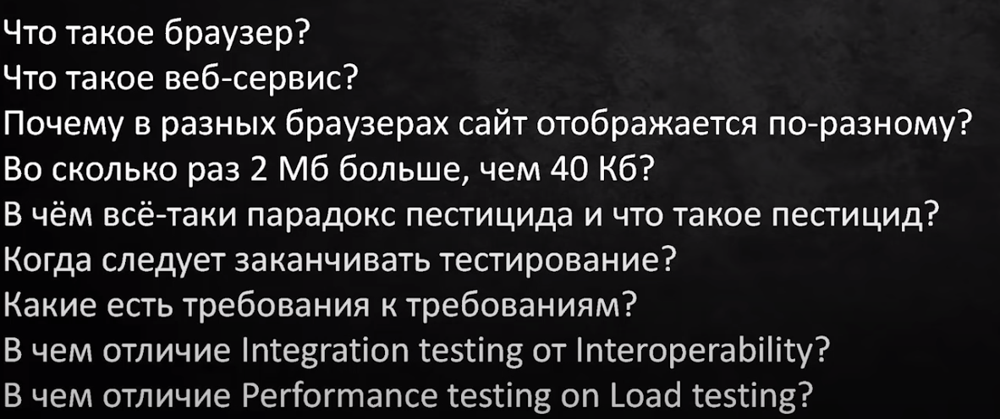 Что такое браузер?
Что такое веб-сервис?
Почему в разных браузерах сайт отображается по-разному?
Во сколько раз 2 Мб больше, чем 40 Кб?
В чём всё-таки парадокс пестицида и что такое пестицид?
Когда следует заканчивать тестирование?
Какие есть требования к требованиям?
В чем отличие Integration testing от Interoperability?
В чем отличие Performance testing on Load testing?